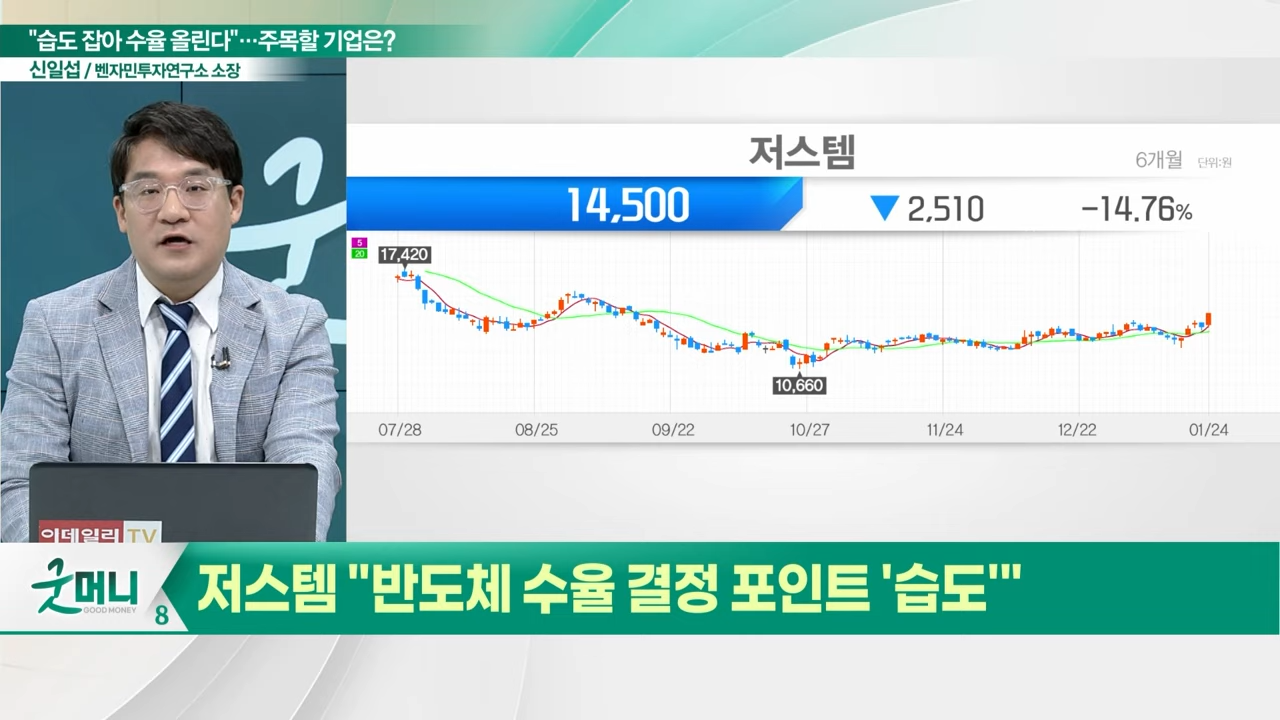 "습도 잡아 수율 올린다"…주목할 기업은?
신일섭 / 벤자민투자연구소 소장
저스템
6개월 단위:원
14,500 ▼ 2,510 -14.76%
5
20
17,420
10,660
07/28 08/25 09/22 10/27 11/24 12/22 01/24
이데일리 TV
굿머니
GOOD MONEY
8
저스템 "반도체 수율 결정 포인트 '습도'"